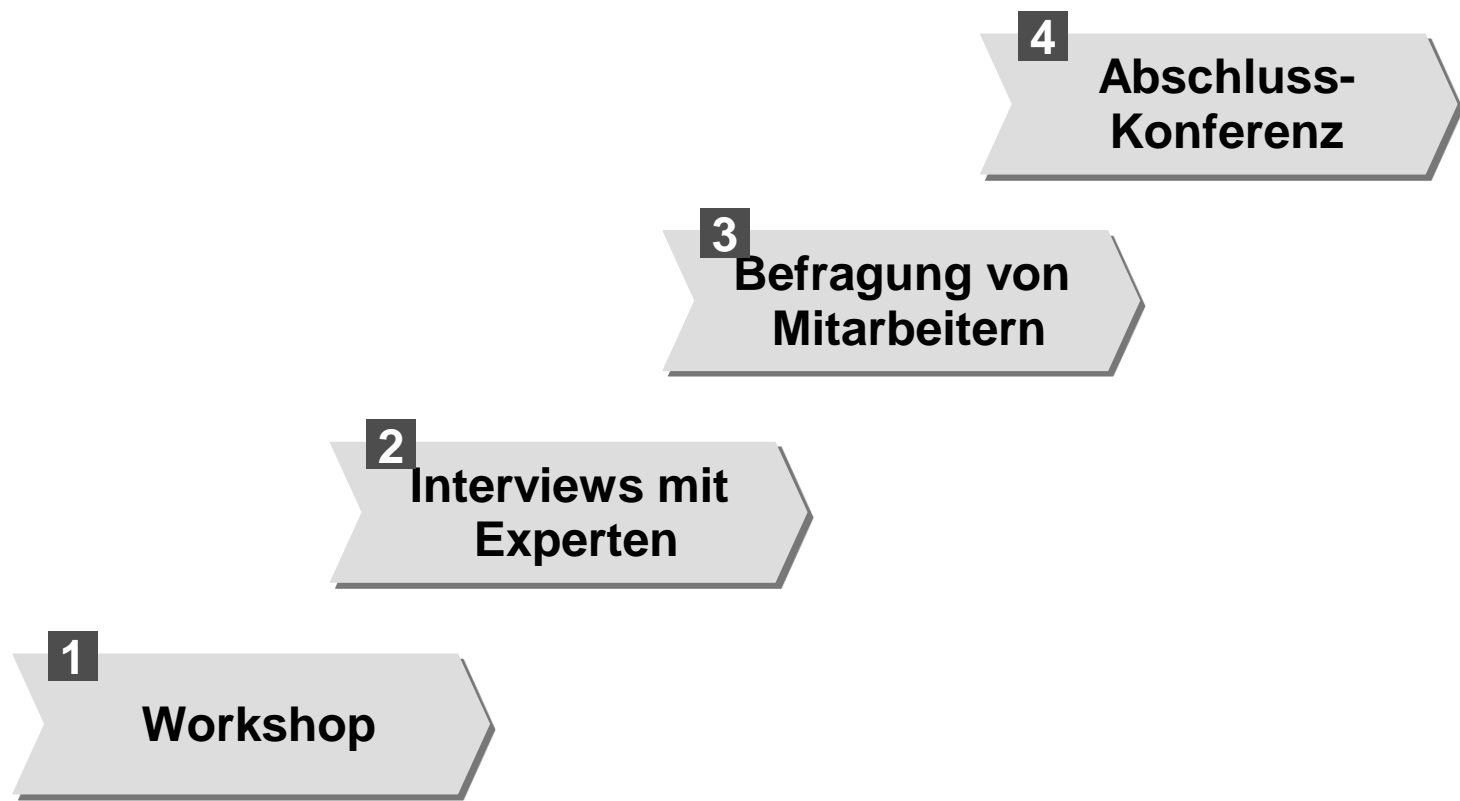 4
Abschluss-
Konferenz
3
Befragung von
Mitarbeitern
2
Interviews mit
Experten
1
Workshop